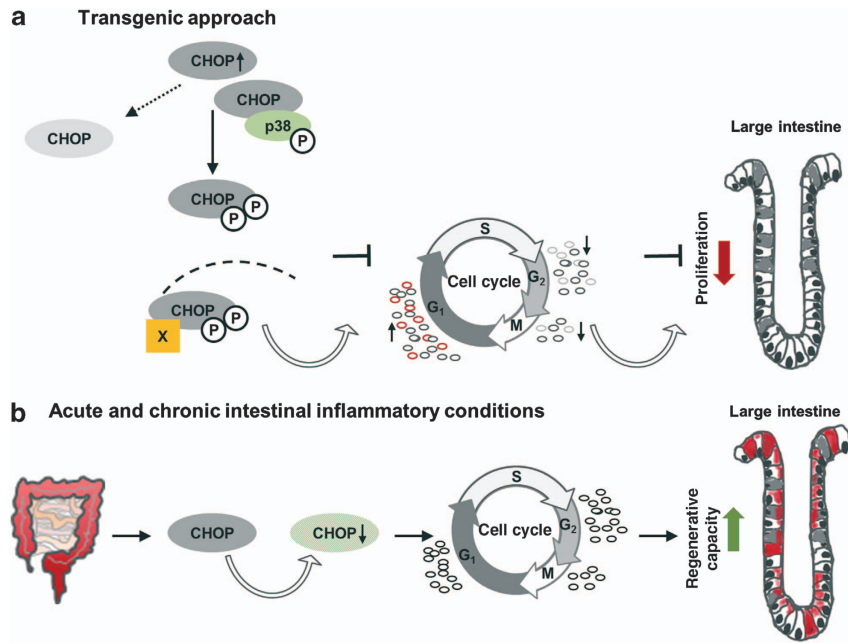 a Transgenic approach
CHOP↑
CHOP
p38
P
CHOP
CHOP
P P
CHOP
P P
X
S
G2
M
G1
Cell cycle
Proliferation
Large intestine
b Acute and chronic intestinal inflammatory conditions
CHOP
CHOP↓
S
G2
M
G1
Cell cycle
Regenerative
capacity
Large intestine